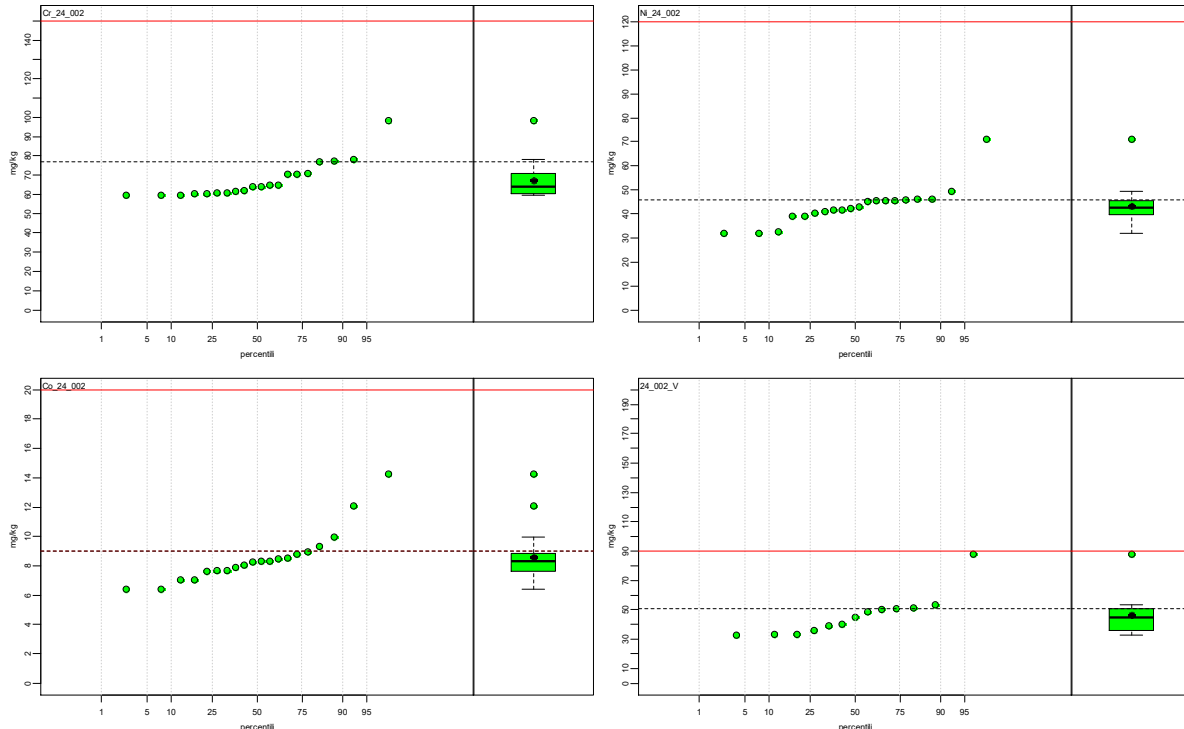 Cr_24_002
mg/kg
0 10 20 30 40 50 60 70 80 90 100 120 140
1 5 10 25 50 75 90 95
percentili
Ni_24_002
mg/kg
0 10 20 30 40 50 60 70 80 90 100 110 120
1 5 10 25 50 75 90 95
percentili
Co_24_002
mg/kg
0 2 4 6 8 10 12 14 16 18 20
1 5 10 25 50 75 90 95
percentili
24_002_V
mg/kg
10 30 50 70 90 110 130 150 170 190
1 5 10 25 50 75 90 95
percentili